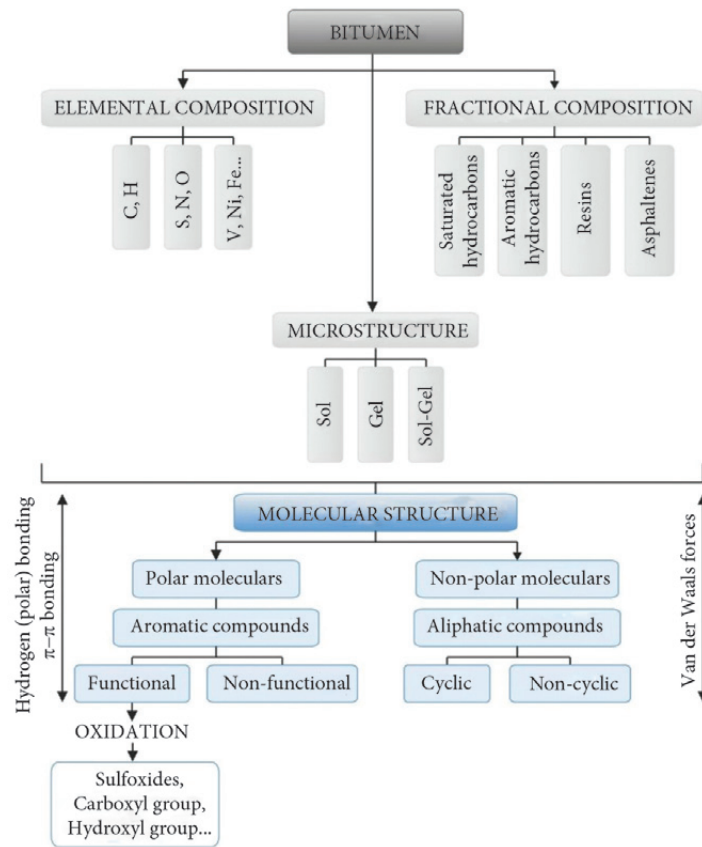 BITUMEN
ELEMENTAL COMPOSITION
FRACTIONAL COMPOSITION
C, H
S, N, O
V, Ni, Fe...
Saturated
hydrocarbons
Aromatic
hydrocarbons
Resins
Asphaltenes
MICROSTRUCTURE
Sol
Gel
Sol-Gel
Hydrogen (polar) bonding
π–π bonding
MOLECULAR STRUCTURE
Polar moleculars
Non-polar moleculars
Aromatic compounds
Aliphatic compounds
Functional
Non-functional
Cyclic
Non-cyclic
Van der Waals forces
OXIDATION
Sulfoxides,
Carboxyl group,
Hydroxyl group...